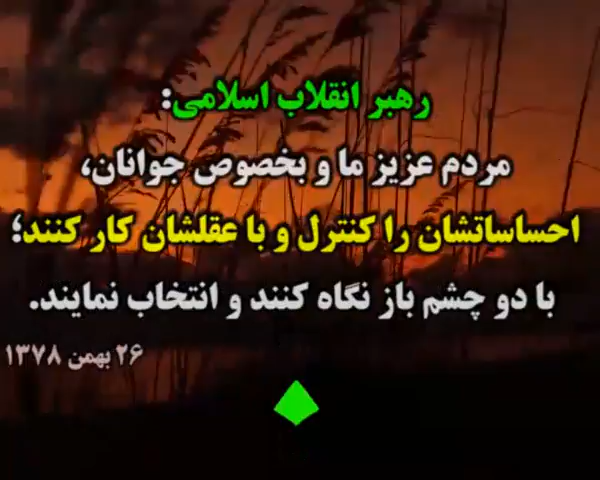 رهبر انقلاب اسلامی:
مردم عزیز ما و بخصوص جوانان،
احساساتشان را کنترل و با عقلشان کار کنند؛
با دو چشم باز نگاه کنند و انتخاب نمایند.
۲۶ بهمن ۱۳۷۸